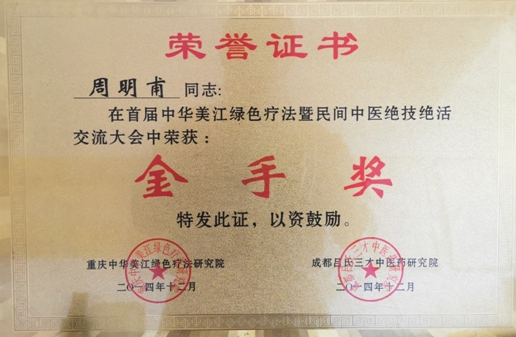 荣誉证书
周明甫 同志:
在首届中华美江绿色疗法暨民间中医绝技绝活
交流大会中荣获：
金手奖
特发此证，以资鼓励。
重庆中华美江绿色疗法研究院
二〇一四年十二月
成都吕氏三才中医药研究院
二〇一四年十二月